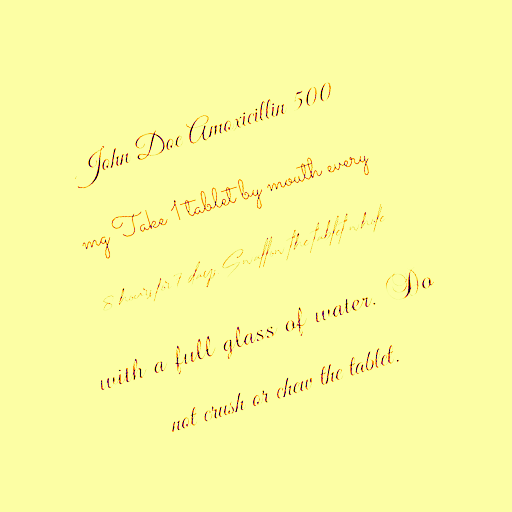 John Doe Amoxicillin 500
mg Take 1 tablet by mouth every
8 hours for 7 days Swallow the tablet whole
with a full glass of water. Do
not crush or chew the tablet.